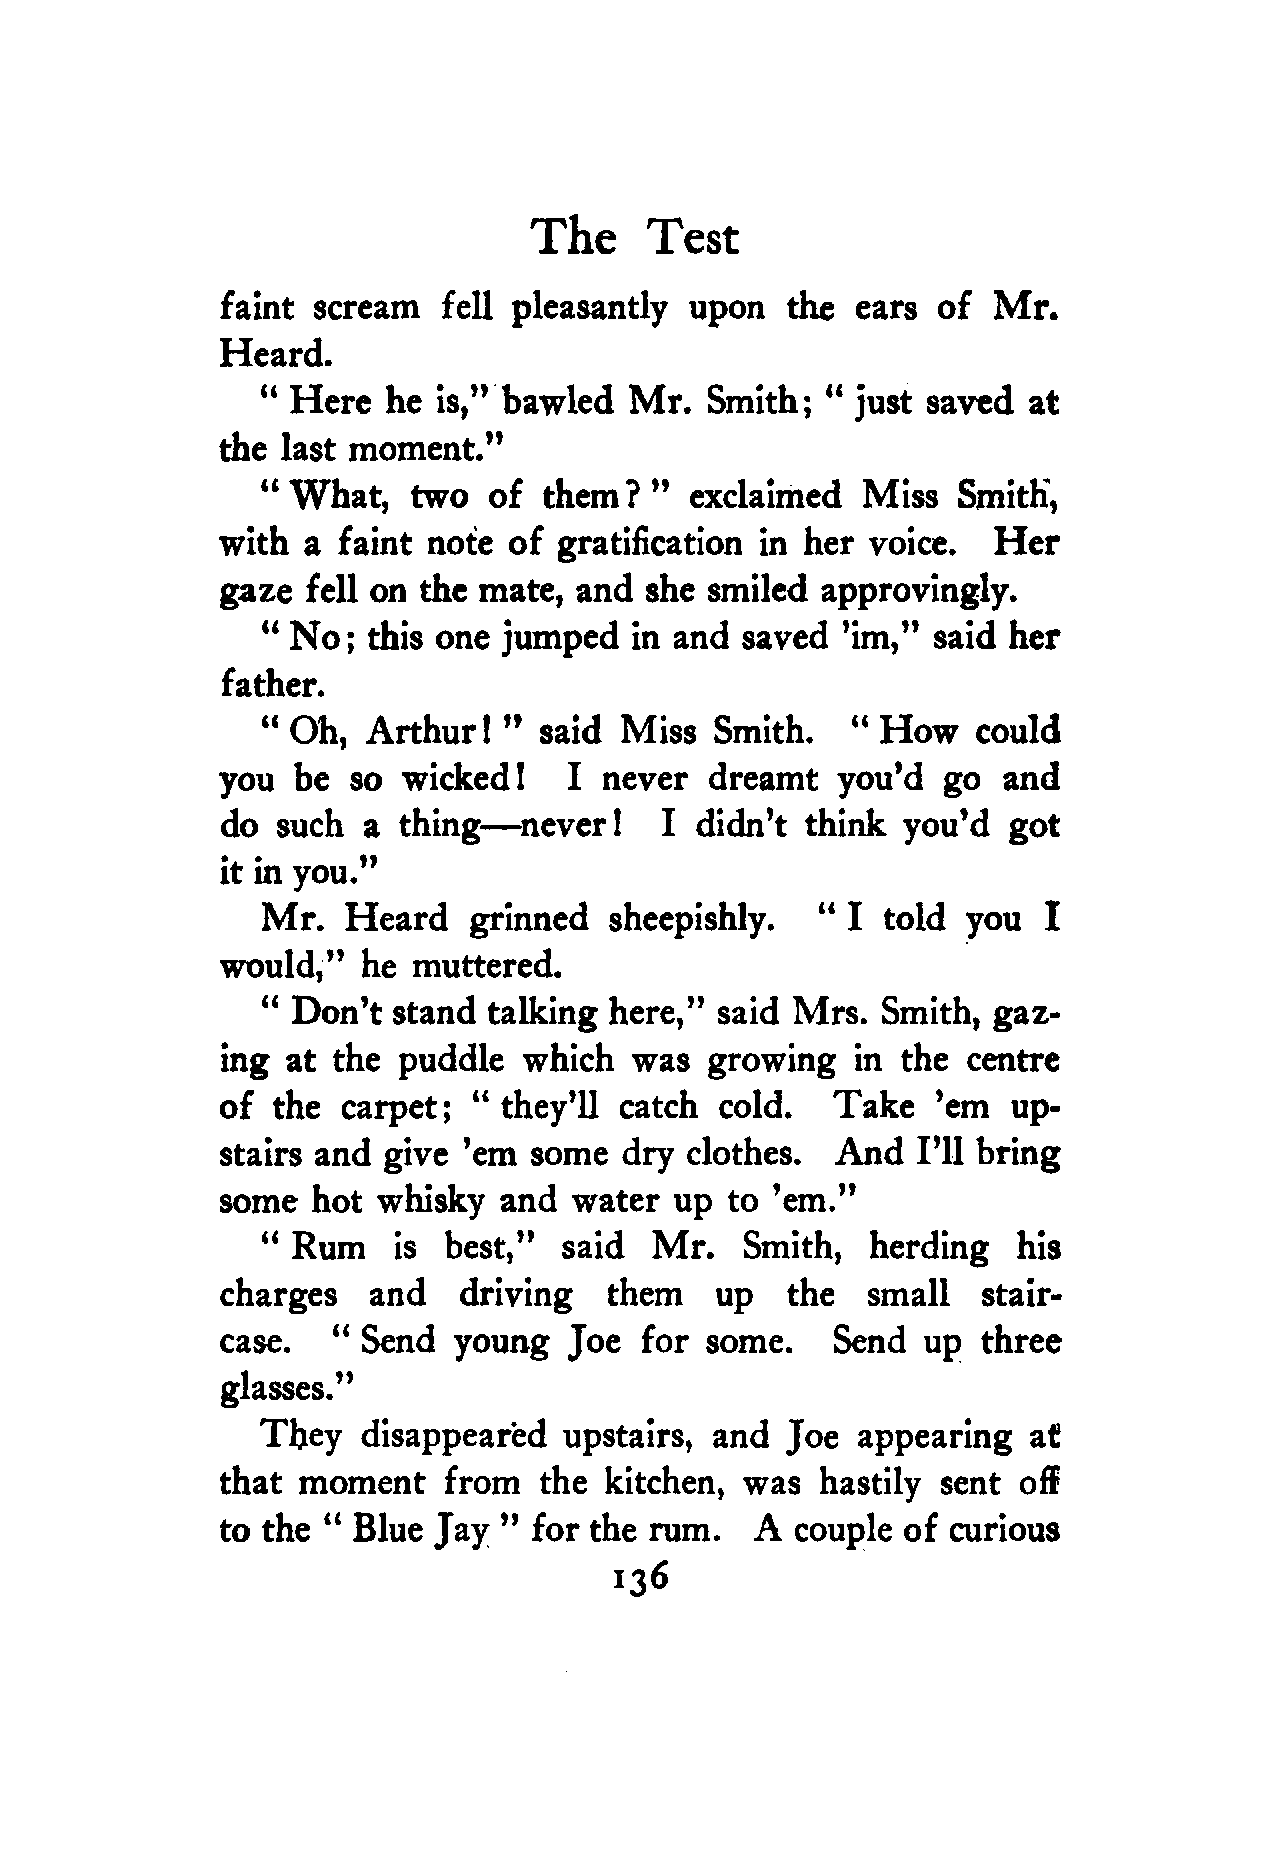 The Test
faint scream fell pleasantly upon the ears of Mr.
Heard.
" Here he is," bawled Mr. Smith; " just saved at
the last moment."
" What, two of them? " exclaimed Miss Smith,
with a faint note of gratification in her voice. Her
gaze fell on the mate, and she smiled approvingly.
" No; this one jumped in and saved 'im," said her
father.
" Oh, Arthur! " said Miss Smith. " How could
you be so wicked! I never dreamt you'd go and
do such a thing—never! I didn't think you'd got
it in you."
Mr. Heard grinned sheepishly. " I told you I
would," he muttered.
" Don't stand talking here," said Mrs. Smith, gaz-
ing at the puddle which was growing in the centre
of the carpet; " they'll catch cold. Take 'em up-
stairs and give 'em some dry clothes. And I'll bring
some hot whisky and water up to 'em."
" Rum is best," said Mr. Smith, herding his
charges and driving them up the small stair-
case. " Send young Joe for some. Send up three
glasses."
They disappeared upstairs, and Joe appearing at
that moment from the kitchen, was hastily sent off
to the " Blue Jay " for the rum. A couple of curious
136